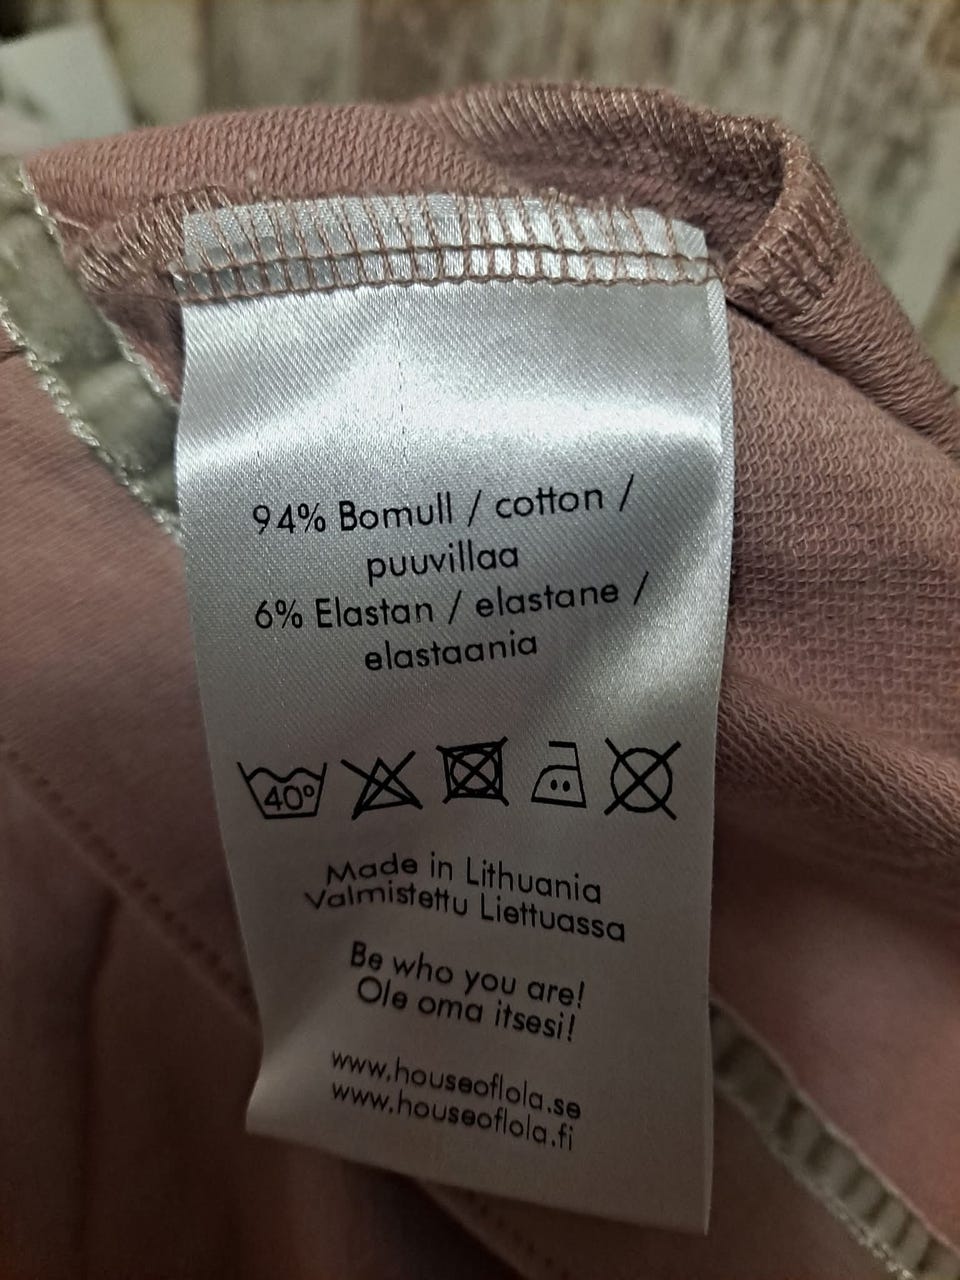 94% Bomull / cotton /
puuvillaa
6% Elastan / elastane /
elastaania
40°
Made in Lithuania
Valmistettu Liettuassa
Be who you are!
Ole oma itsesi!
www.houseoflola.se
www.houseoflola.fi